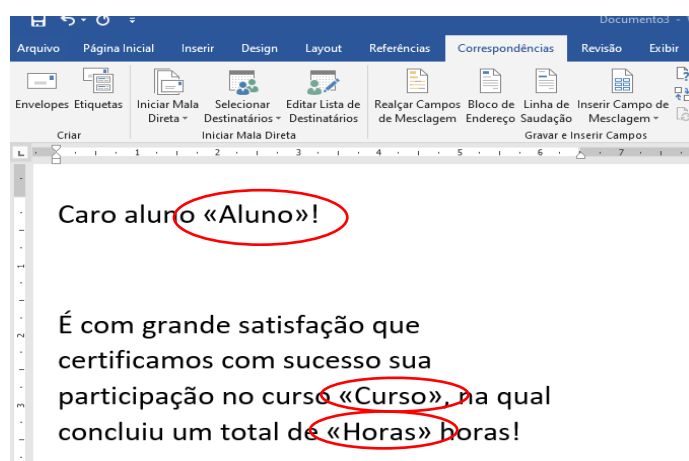 Documento3 -
Arquivo Página Inicial Inserir Design Layout Referências Correspondências Revisão Exibir
Envelopes Etiquetas Iniciar Mala Selecionar Editar Lista de Realçar Campos Bloco de Linha de Inserir Campo de
Direta Destinatários Destinatários de Mesclagem Endereço Saudação Mesclagem
Criar Iniciar Mala Direta Gravar e Inserir Campos
L 1 2 3 4 5 6 7
Caro aluno «Aluno»!
1
É com grande satisfação que
2
certificamos com sucesso sua
participação no curso «Curso», na qual
3
concluiu um total de «Horas» horas!